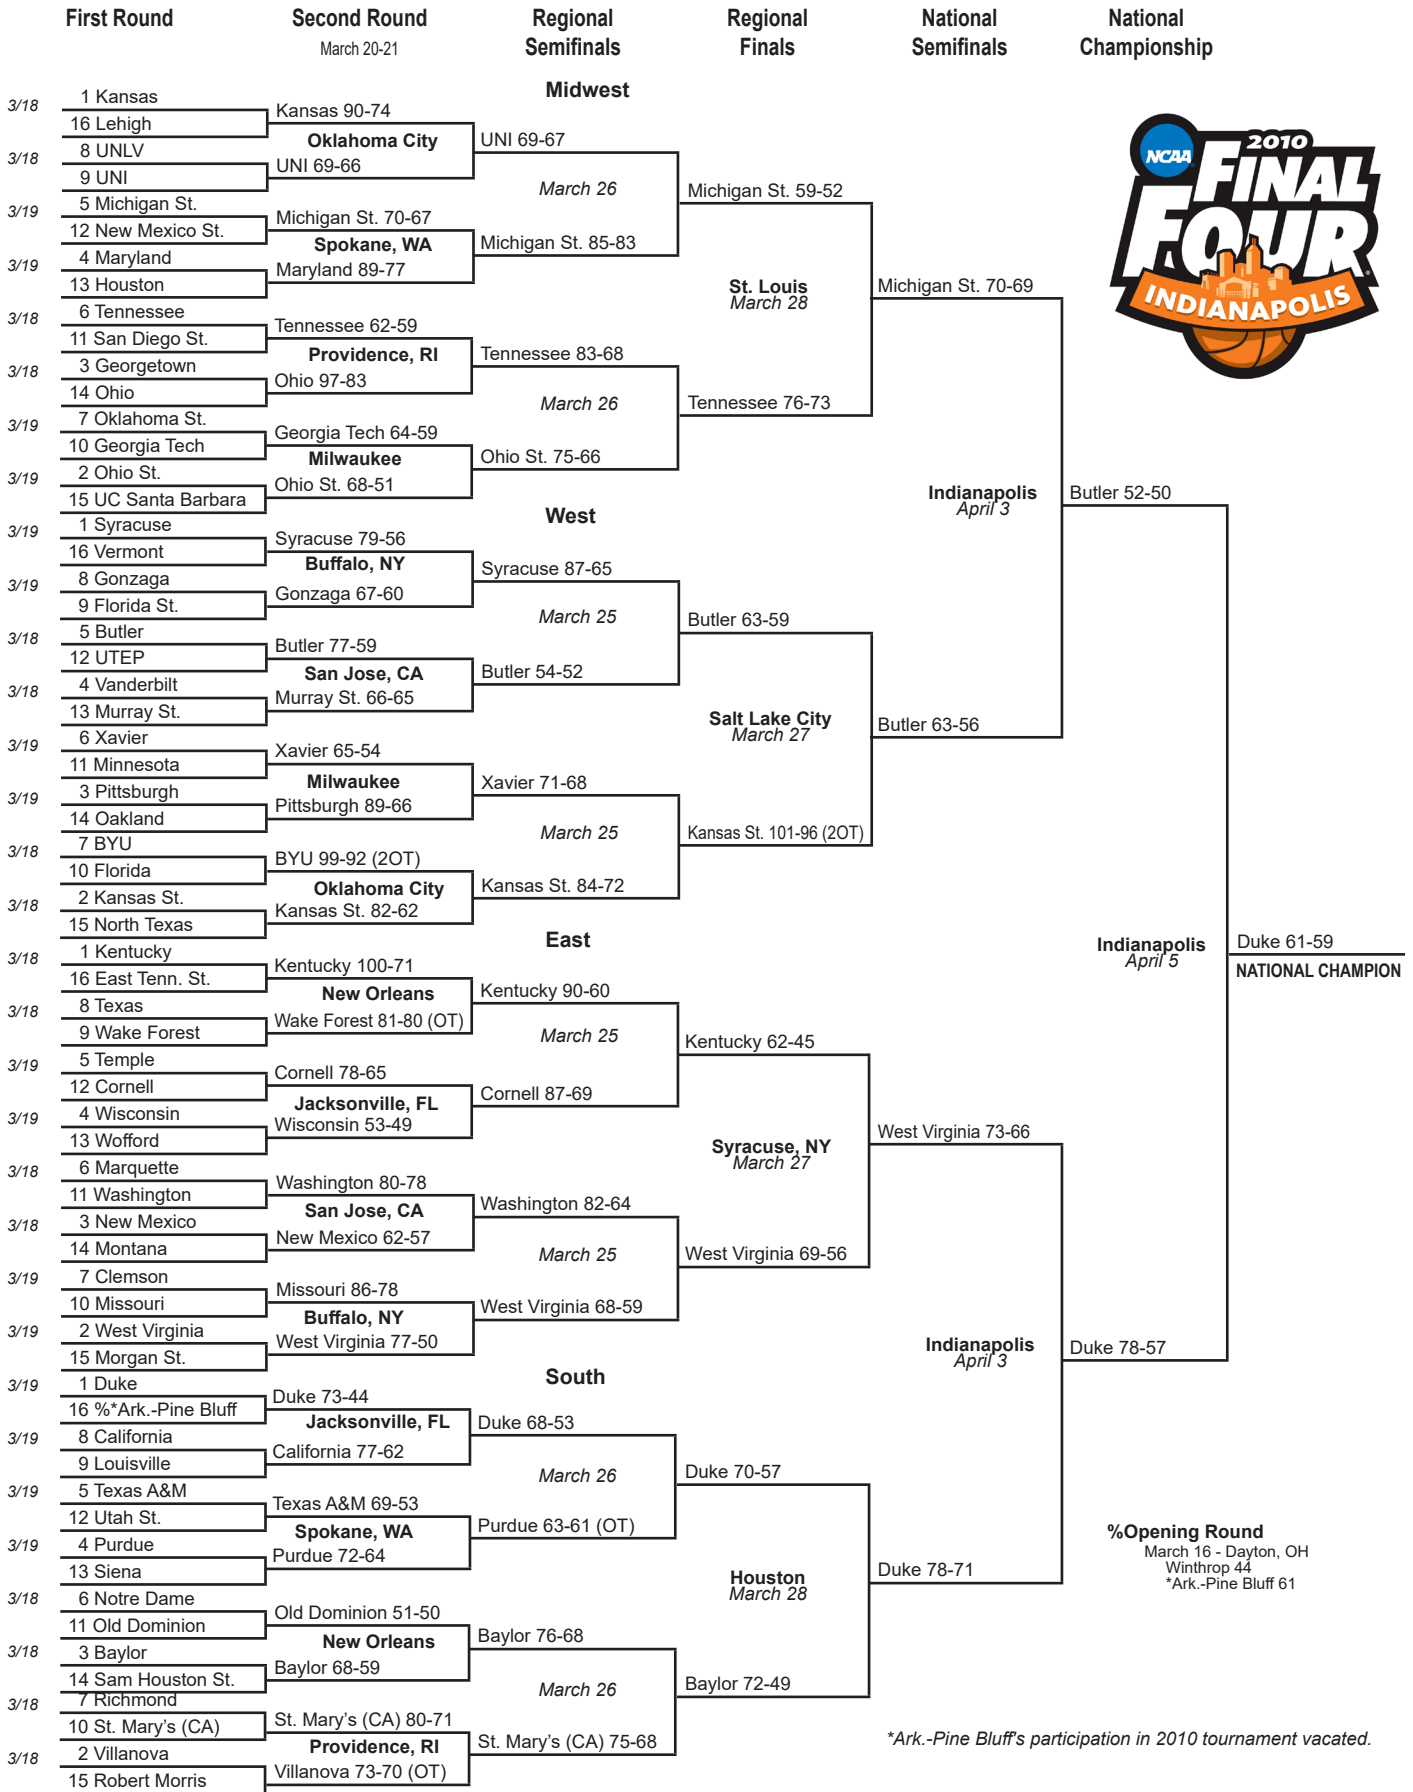 First Round
Second Round
March 20-21
Regional
Semifinals
Regional
Finals
National
Semifinals
National
Championship
NCAA
2010
FINAL
FOUR
INDIANAPOLIS
Midwest
3/18
1 Kansas
16 Lehigh
3/18
8 UNLV
9 UNI
3/19
5 Michigan St.
12 New Mexico St.
3/19
4 Maryland
13 Houston
3/18
6 Tennessee
11 San Diego St.
3/18
3 Georgetown
14 Ohio
3/19
7 Oklahoma St.
10 Georgia Tech
3/19
2 Ohio St.
15 UC Santa Barbara
Kansas 90-74
Oklahoma City
UNI 69-66
Michigan St. 70-67
Spokane, WA
Maryland 89-77
Tennessee 62-59
Providence, RI
Ohio 97-83
Georgia Tech 64-59
Milwaukee
Ohio St. 68-51
UNI 69-67
March 26
Michigan St. 85-83
Tennessee 83-68
March 26
Ohio St. 75-66
Michigan St. 59-52
St. Louis
March 28
Tennessee 76-73
Michigan St. 70-69
West
3/19
1 Syracuse
16 Vermont
3/19
8 Gonzaga
9 Florida St.
3/18
5 Butler
12 UTEP
3/18
4 Vanderbilt
13 Murray St.
3/19
6 Xavier
11 Minnesota
3/19
3 Pittsburgh
14 Oakland
3/18
7 BYU
10 Florida
3/18
2 Kansas St.
15 North Texas
Syracuse 79-56
Buffalo, NY
Gonzaga 67-60
Butler 77-59
San Jose, CA
Murray St. 66-65
Xavier 65-54
Milwaukee
Pittsburgh 89-66
BYU 99-92 (2OT)
Oklahoma City
Kansas St. 82-62
Syracuse 87-65
March 25
Butler 54-52
Xavier 71-68
March 25
Kansas St. 84-72
Butler 63-59
Salt Lake City
March 27
Kansas St. 101-96 (2OT)
Butler 63-56
Indianapolis
April 3
Butler 52-50
East
3/18
1 Kentucky
16 East Tenn. St.
3/18
8 Texas
9 Wake Forest
3/19
5 Temple
12 Cornell
3/19
4 Wisconsin
13 Wofford
3/18
6 Marquette
11 Washington
3/18
3 New Mexico
14 Montana
3/19
7 Clemson
10 Missouri
3/19
2 West Virginia
15 Morgan St.
Kentucky 100-71
New Orleans
Wake Forest 81-80 (OT)
Cornell 78-65
Jacksonville, FL
Wisconsin 53-49
Washington 80-78
San Jose, CA
New Mexico 62-57
Missouri 86-78
Buffalo, NY
West Virginia 77-50
Kentucky 90-60
March 25
Cornell 87-69
Washington 82-64
March 25
West Virginia 68-59
Kentucky 62-45
Syracuse, NY
March 27
West Virginia 69-56
West Virginia 73-66
South
3/19
1 Duke
16 %*Ark.-Pine Bluff
3/19
8 California
9 Louisville
3/19
5 Texas A&M
12 Utah St.
3/19
4 Purdue
13 Siena
3/18
6 Notre Dame
11 Old Dominion
3/18
3 Baylor
14 Sam Houston St.
3/18
7 Richmond
10 St. Mary's (CA)
3/18
2 Villanova
15 Robert Morris
Duke 73-44
Jacksonville, FL
California 77-62
Texas A&M 69-53
Spokane, WA
Purdue 72-64
Old Dominion 51-50
New Orleans
Baylor 68-59
St. Mary's (CA) 80-71
Providence, RI
Villanova 73-70 (OT)
Duke 68-53
March 26
Purdue 63-61 (OT)
Baylor 76-68
March 26
St. Mary's (CA) 75-68
Duke 70-57
Houston
March 28
Baylor 72-49
Duke 78-71
Indianapolis
April 3
Duke 78-57
Indianapolis
April 5
Duke 61-59
NATIONAL CHAMPION
%Opening Round
March 16 - Dayton, OH
Winthrop 44
*Ark.-Pine Bluff 61
*Ark.-Pine Bluff's participation in 2010 tournament vacated.